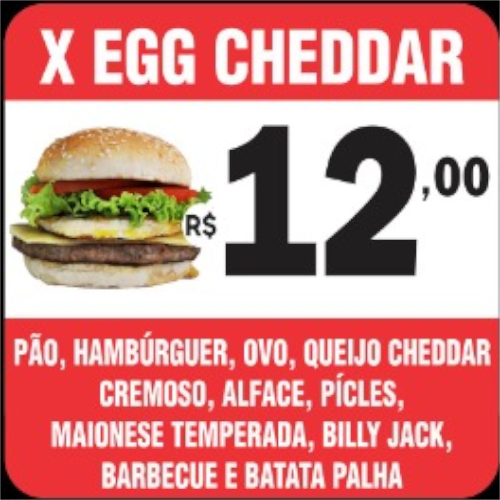 X EGG CHEDDAR
R$ 12,00
PÃO, HAMBÚRGUER, OVO, QUEIJO CHEDDAR
CREMOSO, ALFACE, PÍCLES,
MAIONESE TEMPERADA, BILLY JACK,
BARBECUE E BATATA PALHA